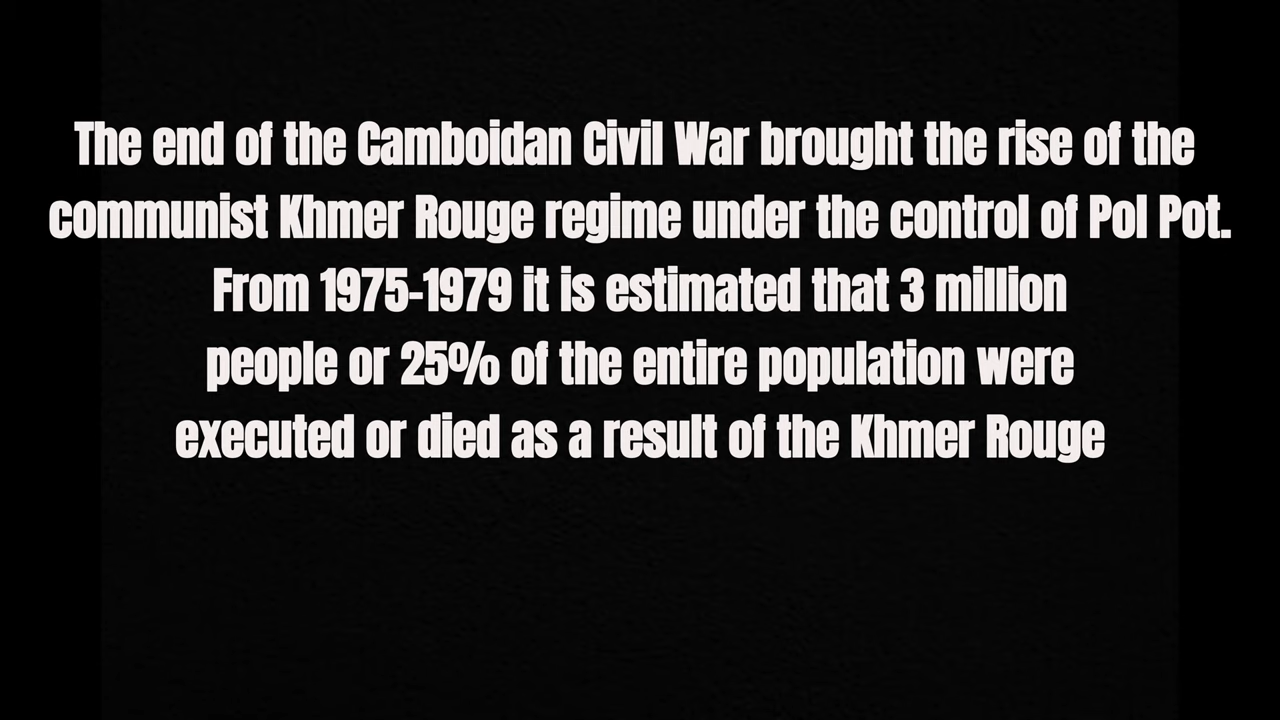 The end of the Camboidan Civil War brought the rise of the
communist Khmer Rouge regime under the control of Pol Pot.
From 1975-1979 it is estimated that 3 million
people or 25% of the entire population were
executed or died as a result of the Khmer Rouge